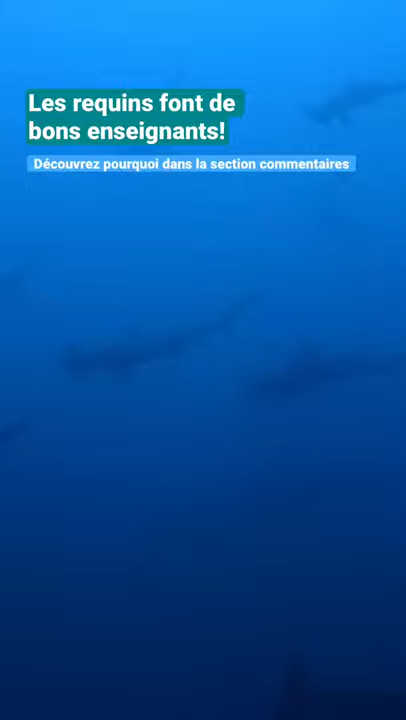 Les requins font de
bons enseignants!
Découvrez pourquoi dans la section commentaires